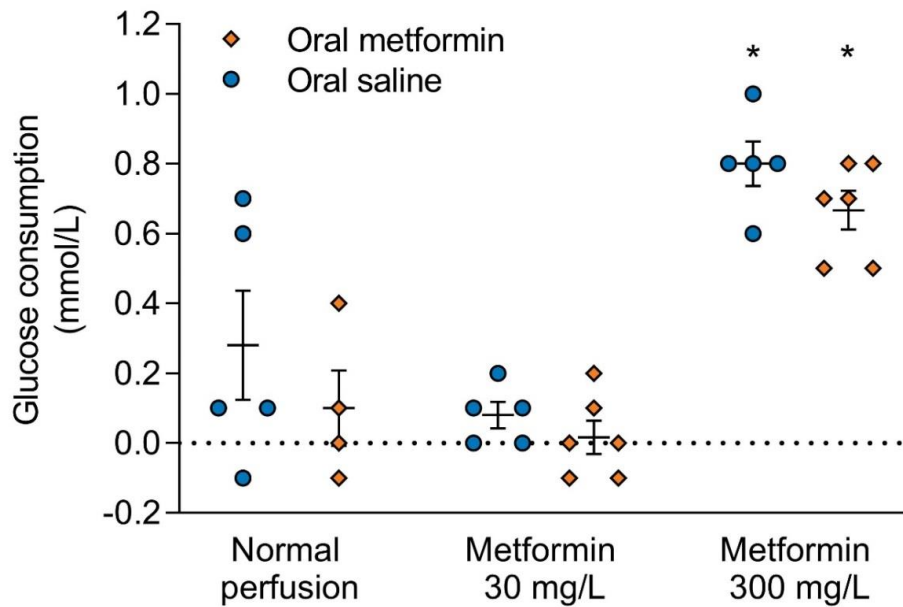 Glucose consumption
(mmol/L)
1.2
1.0
0.8
0.6
0.4
0.2
0.0
-0.2
Oral metformin
Oral saline
*
*
Normal
perfusion
Metformin
30 mg/L
Metformin
300 mg/L